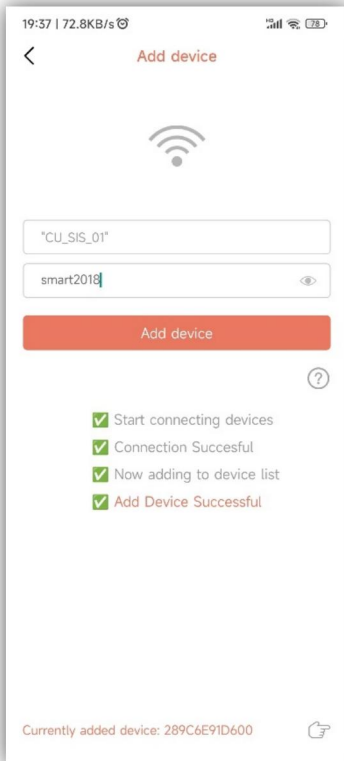 19:37 | 72.8KB/s
78
Add device
"CU_SIS_01"
smart2018
Add device
?
✅ Start connecting devices
✅ Connection Succesful
✅ Now adding to device list
✅ Add Device Successful
Currently added device: 289C6E91D600